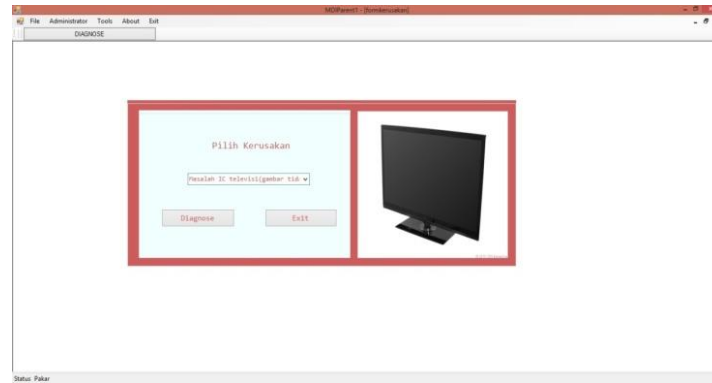 MDIParent1 - [formkerusakan]
File Administrator Tools About Exit
DIAGNOSE
Pilih Kerusakan
Masalah IC televisi(gambar tid
Diagnose Exit
Status Pakar